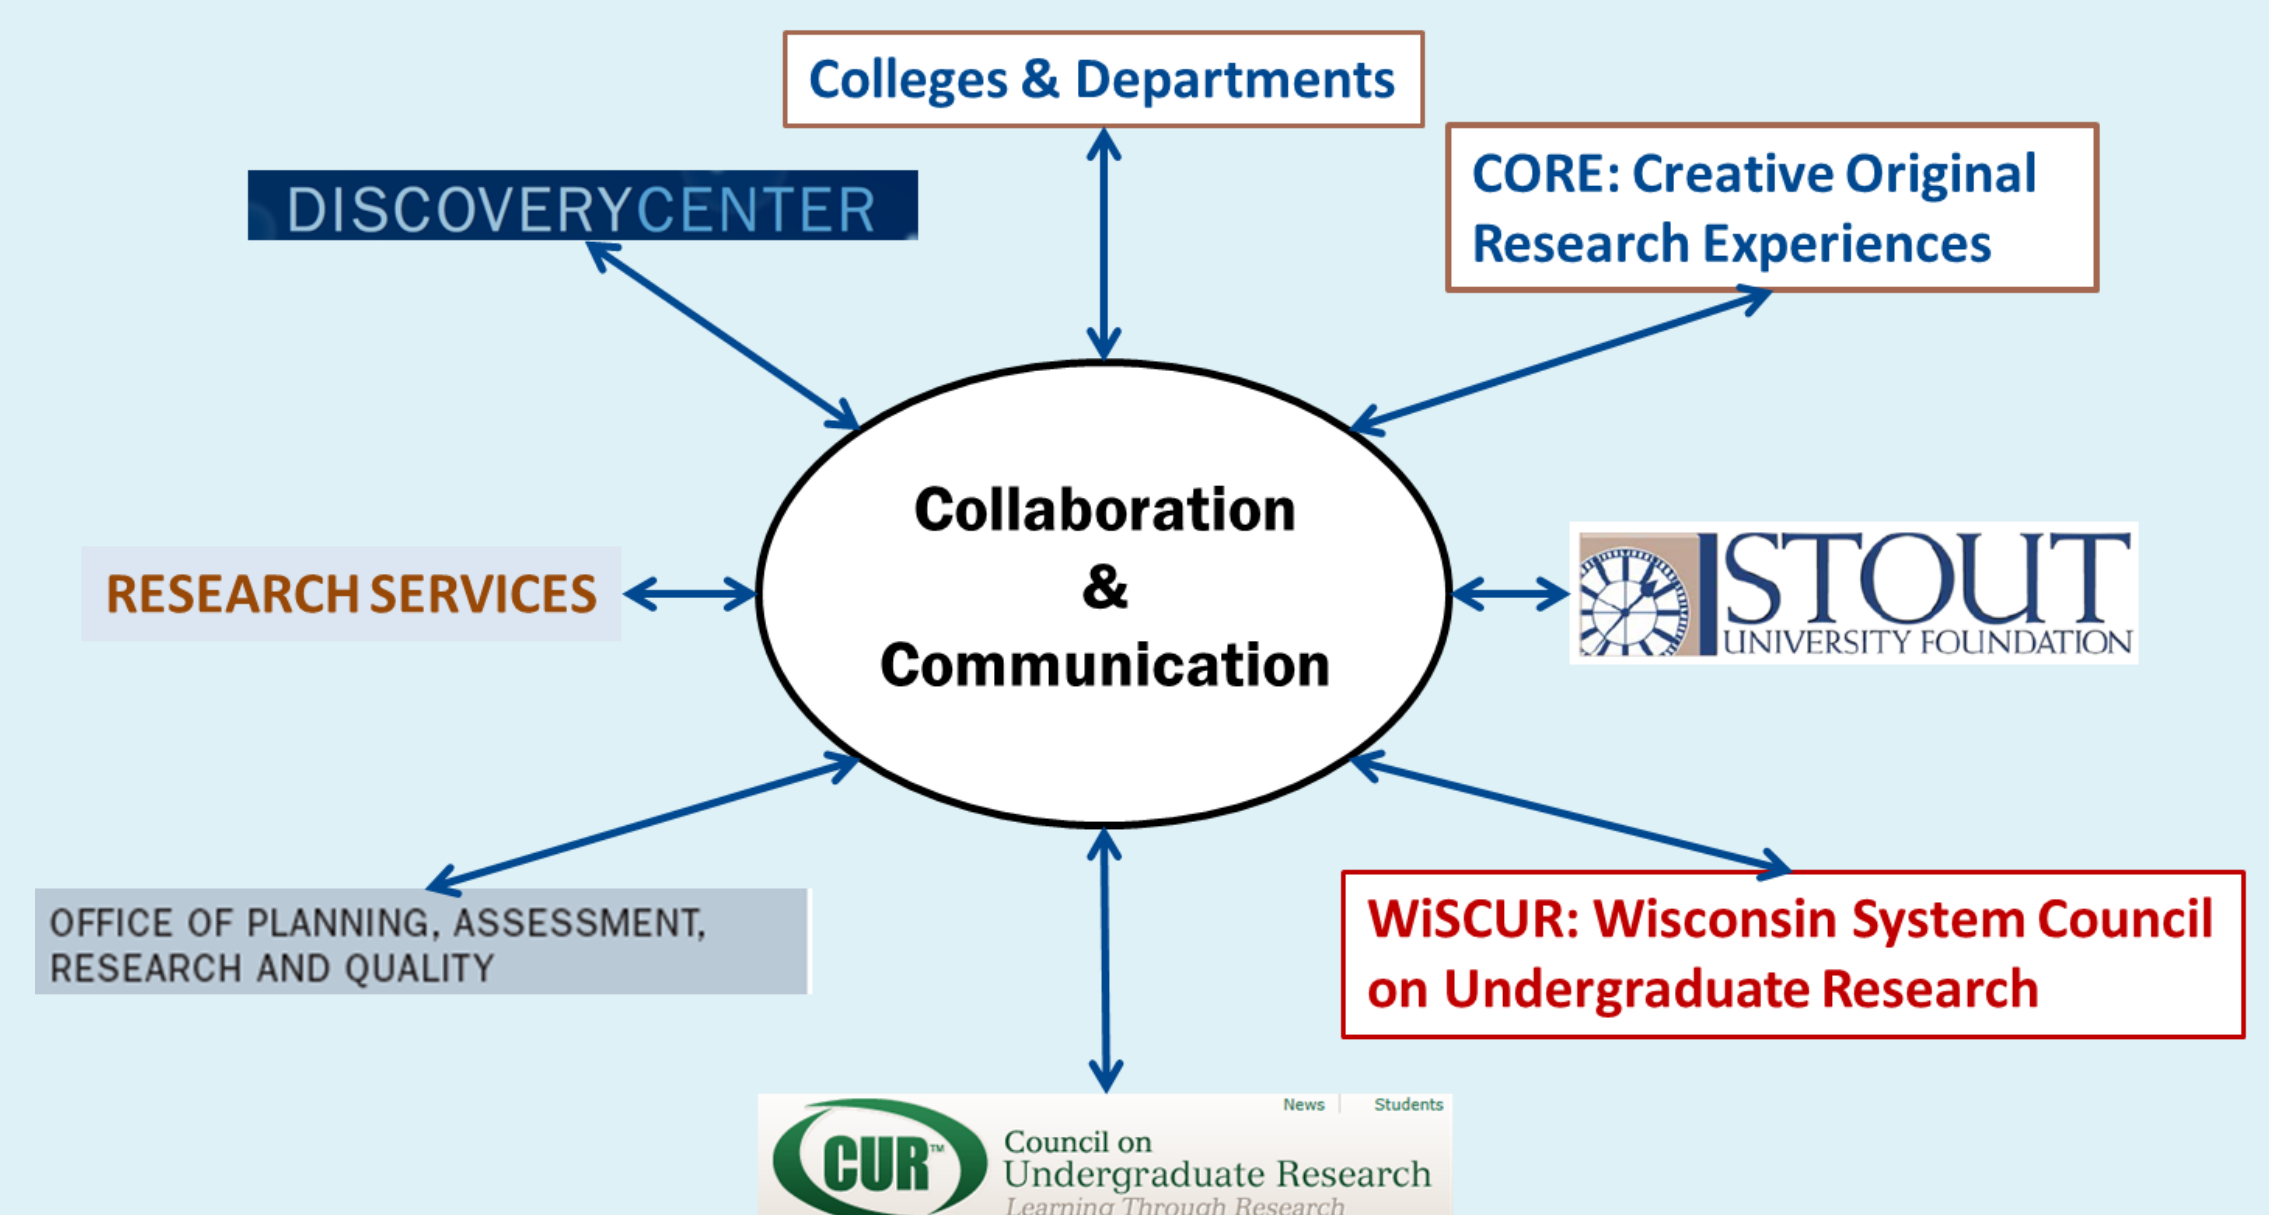 Colleges & Departments
DISCOVERYCENTER
CORE: Creative Original
Research Experiences
Collaboration
&
Communication
RESEARCH SERVICES
STOUT
UNIVERSITY FOUNDATION
OFFICE OF PLANNING, ASSESSMENT,
RESEARCH AND QUALITY
WiSCUR: Wisconsin System Council
on Undergraduate Research
News Students
CUR™
Council on
Undergraduate Research
Learning Through Research